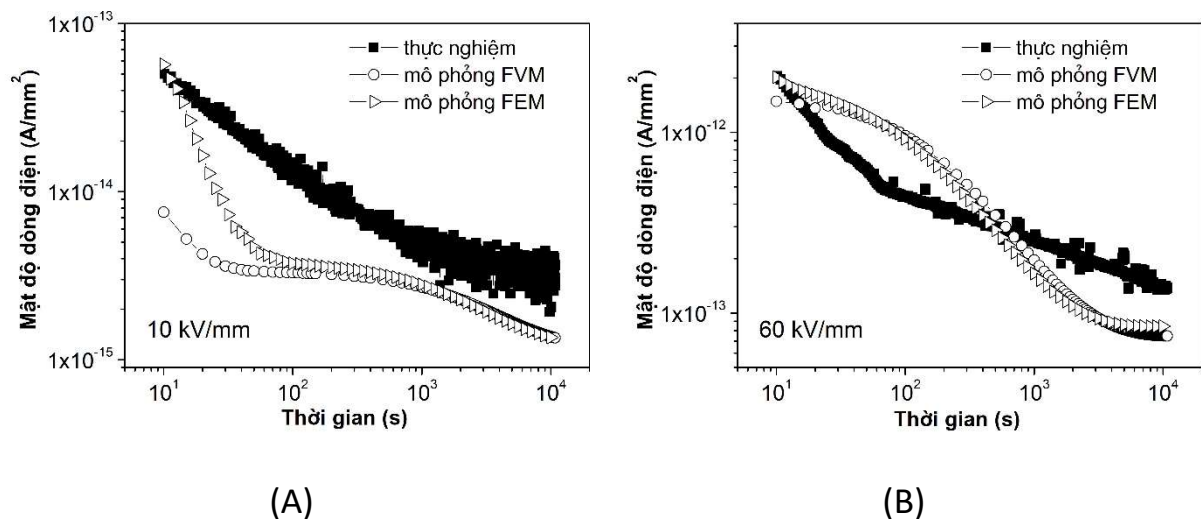 1x10⁻¹³
thực nghiệm
mô phỏng FVM
mô phỏng FEM
Mật độ dòng điện (A/mm²)
1x10⁻¹⁴
10 kV/mm
1x10⁻¹⁵
10¹ 10² 10³ 10⁴
Thời gian (s)
(A)
thực nghiệm
mô phỏng FVM
mô phỏng FEM
Mật độ dòng điện (A/mm²)
1x10⁻¹²
1x10⁻¹³
60 kV/mm
10¹ 10² 10³ 10⁴
Thời gian (s)
(B)